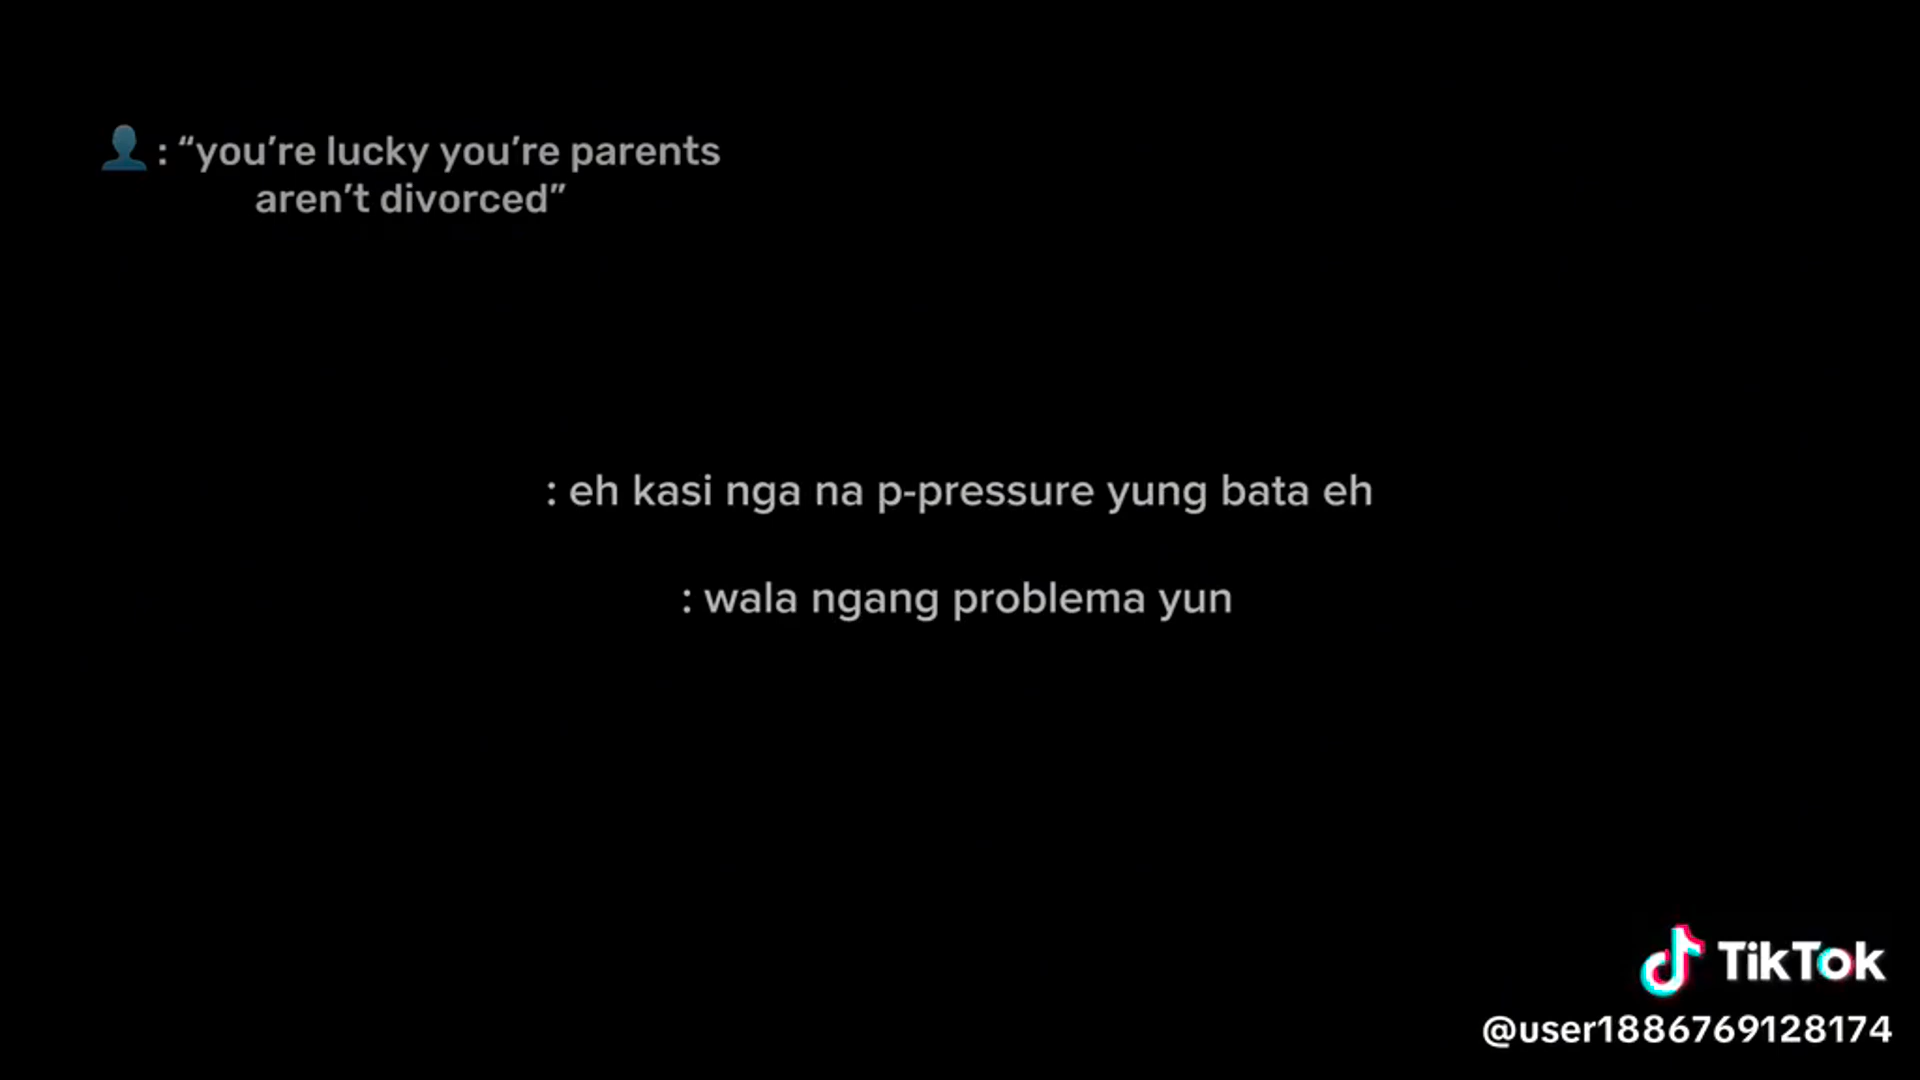 👤 : “you’re lucky you’re parents
aren’t divorced”
: eh kasi nga na p-pressure yung bata eh
: wala ngang problema yun
TikTok
@user1886769128174